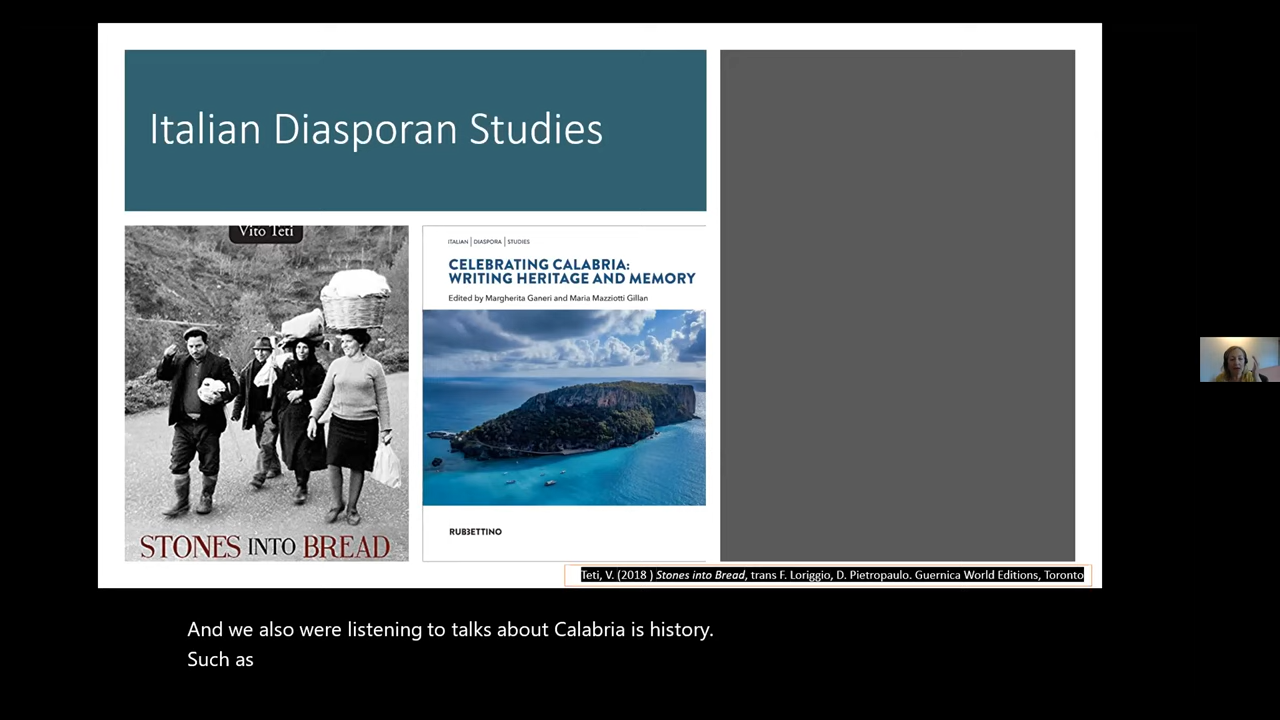 Italian Diasporan Studies
Vito Teti
STONES INTO BREAD
ITALIAN | DIASPORA | STUDIES
CELEBRATING CALABRIA:
WRITING HERITAGE AND MEMORY
Edited by Margherita Ganeri and Maria Mazziotti Gillan
RUBBETTINO
Teti, V. (2018 ) Stones into Bread, trans F. Loriggio, D. Pietropaulo. Guernica World Editions, Toronto
And we also were listening to talks about Calabria is history.
Such as